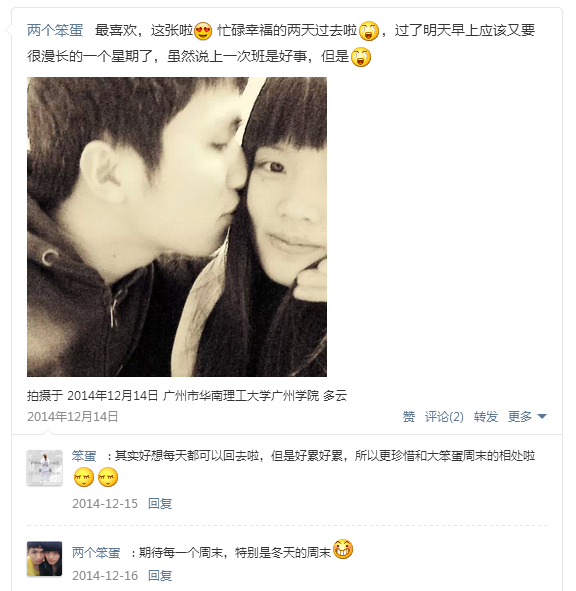 两个笨蛋 最喜欢，这张啦 忙碌幸福的两天过去啦，过了明天早上应该又要
很漫长的一个星期了，虽然说上一次班是好事，但是
拍摄于 2014年12月14日 广州市华南理工大学广州学院 多云
2014年12月14日 赞 评论(2) 转发 更多
笨蛋 : 其实好想每天都可以回去啦，但是好累好累，所以更珍惜和大笨蛋周末的相处啦
2014-12-15 回复
两个笨蛋 : 期待每一个周末，特别是冬天的周末
2014-12-16 回复